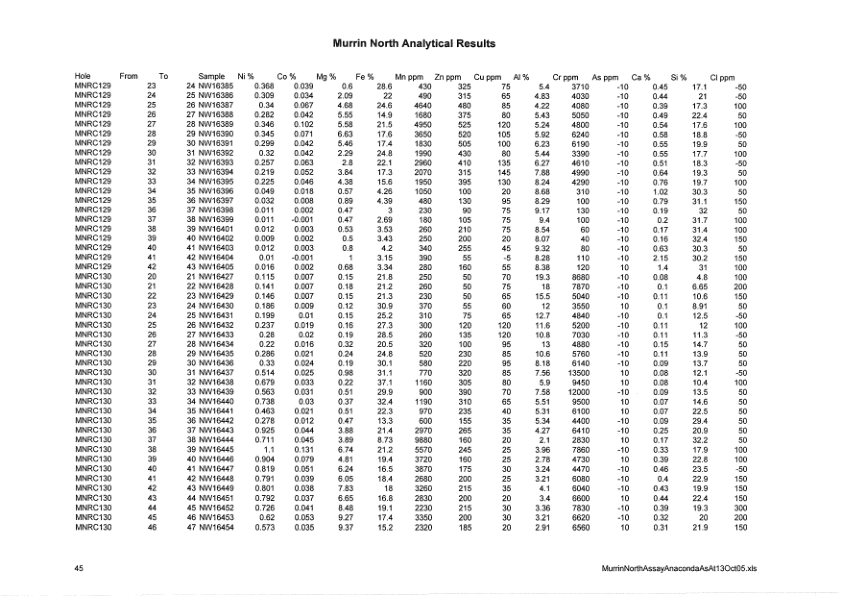 Murrin North Analytical Results
Hole From To Sample Ni % Co % Mg % Fe % Mn ppm Zn ppm Cu ppm Al % Cr ppm As ppm Ca % Si % Cl ppm
MNRC129 23 24 NW16385 0.368 0.039 0.6 28.6 430 325 75 5.4 3710 -10 0.45 17.1 -50
MNRC129 24 25 NW16386 0.309 0.034 2.09 22 490 315 65 4.83 4030 -10 0.44 21 -50
MNRC129 25 26 NW16387 0.34 0.067 4.68 24.6 4640 480 85 4.22 4080 -10 0.39 17.3 100
MNRC129 26 27 NW16388 0.282 0.042 5.55 14.9 1680 375 80 5.43 5050 -10 0.49 22.4 50
MNRC129 27 28 NW16389 0.346 0.102 5.58 21.5 4950 525 120 5.24 4800 -10 0.54 17.6 100
MNRC129 28 29 NW16390 0.345 0.071 6.63 17.6 3650 520 105 5.92 6240 -10 0.58 18.8 -50
MNRC129 29 30 NW16391 0.299 0.042 5.46 17.4 1830 505 100 6.23 6190 -10 0.55 19.9 50
MNRC129 30 31 NW16392 0.32 0.042 2.29 24.8 1990 430 80 5.44 3390 -10 0.55 17.7 100
MNRC129 31 32 NW16393 0.257 0.063 2.8 22.1 2960 410 135 6.27 4610 -10 0.51 18.3 -50
MNRC129 32 33 NW16394 0.219 0.052 3.84 17.3 2070 315 145 7.88 4990 -10 0.64 19.3 50
MNRC129 33 34 NW16395 0.225 0.046 4.38 15.6 1950 395 130 8.24 4290 -10 0.76 19.7 100
MNRC129 34 35 NW16396 0.049 0.018 0.57 4.26 1050 100 20 8.68 310 -10 1.02 30.3 50
MNRC129 35 36 NW16397 0.032 0.008 0.89 4.39 480 130 95 8.29 100 -10 0.79 31.1 150
MNRC129 36 37 NW16398 0.011 0.002 0.47 3 230 90 75 9.17 130 -10 0.19 32 50
MNRC129 37 38 NW16399 0.011 -0.001 0.47 2.69 180 105 75 9.4 100 -10 0.2 31.7 100
MNRC129 38 39 NW16401 0.012 0.003 0.53 3.53 260 210 75 8.54 60 -10 0.17 31.4 100
MNRC129 39 40 NW16402 0.009 0.002 0.5 3.43 250 200 20 8.07 40 -10 0.16 32.4 150
MNRC129 40 41 NW16403 0.012 0.003 0.8 4.2 340 255 45 9.32 80 -10 0.63 30.3 50
MNRC129 41 42 NW16404 0.01 -0.001 1 3.15 390 55 -5 8.28 110 -10 2.15 30.2 150
MNRC129 42 43 NW16405 0.016 0.002 0.68 3.34 280 160 55 8.38 120 10 1.4 31 100
MNRC130 20 21 NW16427 0.115 0.007 0.15 21.8 250 50 70 19.3 8680 -10 0.08 4.8 100
MNRC130 21 22 NW16428 0.141 0.007 0.18 21.2 260 50 75 18 7870 -10 0.1 6.65 200
MNRC130 22 23 NW16429 0.146 0.007 0.15 21.3 230 50 65 15.5 5040 -10 0.11 10.6 150
MNRC130 23 24 NW16430 0.186 0.009 0.12 30.9 370 55 60 12 3550 10 0.1 8.91 50
MNRC130 24 25 NW16431 0.199 0.01 0.15 25.2 310 75 65 12.7 4840 -10 0.1 12.5 -50
MNRC130 25 26 NW16432 0.237 0.019 0.16 27.3 300 120 120 11.6 5200 -10 0.11 12 100
MNRC130 26 27 NW16433 0.28 0.02 0.19 28.5 260 135 120 10.8 7030 -10 0.11 11.3 -50
MNRC130 27 28 NW16434 0.22 0.016 0.32 20.5 320 100 95 13 4880 -10 0.15 14.7 50
MNRC130 28 29 NW16435 0.286 0.021 0.24 24.8 520 230 85 10.6 5760 -10 0.11 13.9 50
MNRC130 29 30 NW16436 0.33 0.024 0.19 30.1 580 220 95 8.18 6140 -10 0.09 13.7 50
MNRC130 30 31 NW16437 0.514 0.025 0.98 31.1 770 320 85 7.56 13500 10 0.08 12.1 -50
MNRC130 31 32 NW16438 0.679 0.033 0.22 37.1 1160 305 80 5.9 9450 10 0.08 10.4 100
MNRC130 32 33 NW16439 0.563 0.031 0.51 29.9 900 390 70 7.58 12000 -10 0.09 13.5 50
MNRC130 33 34 NW16440 0.738 0.03 0.37 32.4 1190 310 65 5.51 9500 10 0.07 14.6 50
MNRC130 34 35 NW16441 0.463 0.021 0.51 22.3 970 235 40 5.31 6100 -10 0.07 22.5 50
MNRC130 35 36 NW16442 0.278 0.012 0.47 13.3 600 155 35 5.34 4400 -10 0.09 29.4 50
MNRC130 36 37 NW16443 0.925 0.044 3.88 21.4 2970 265 35 4.27 6410 -10 0.25 20.9 50
MNRC130 37 38 NW16444 0.711 0.045 3.89 8.73 9880 160 20 2.1 2830 10 0.17 32.2 50
MNRC130 38 39 NW16445 1.1 0.131 6.74 21.2 5570 245 25 3.96 7860 -10 0.33 17.9 100
MNRC130 39 40 NW16446 0.904 0.079 4.81 19.4 3720 160 25 2.78 4730 10 0.39 22.8 100
MNRC130 40 41 NW16447 0.819 0.051 6.24 16.5 3870 175 30 3.24 4470 -10 0.46 23.5 -50
MNRC130 41 42 NW16448 0.791 0.039 6.05 18.4 2680 200 25 3.21 6080 -10 0.4 22.9 150
MNRC130 42 43 NW16449 0.801 0.038 7.83 18 3260 215 35 4.1 6040 -10 0.43 19.9 150
MNRC130 43 44 NW16451 0.792 0.037 6.65 16.8 2830 200 20 3.4 6600 10 0.44 22.4 150
MNRC130 44 45 NW16452 0.726 0.041 8.48 19.1 2230 215 30 3.36 7830 -10 0.39 19.3 300
MNRC130 45 46 NW16453 0.62 0.053 9.27 17.4 3350 200 30 3.21 6620 -10 0.32 20 200
MNRC130 46 47 NW16454 0.573 0.035 9.37 15.2 2320 185 20 2.91 6560 10 0.31 21.9 150
45 MurrinNorthAssayAnacondaAsAt13Oct05.xls